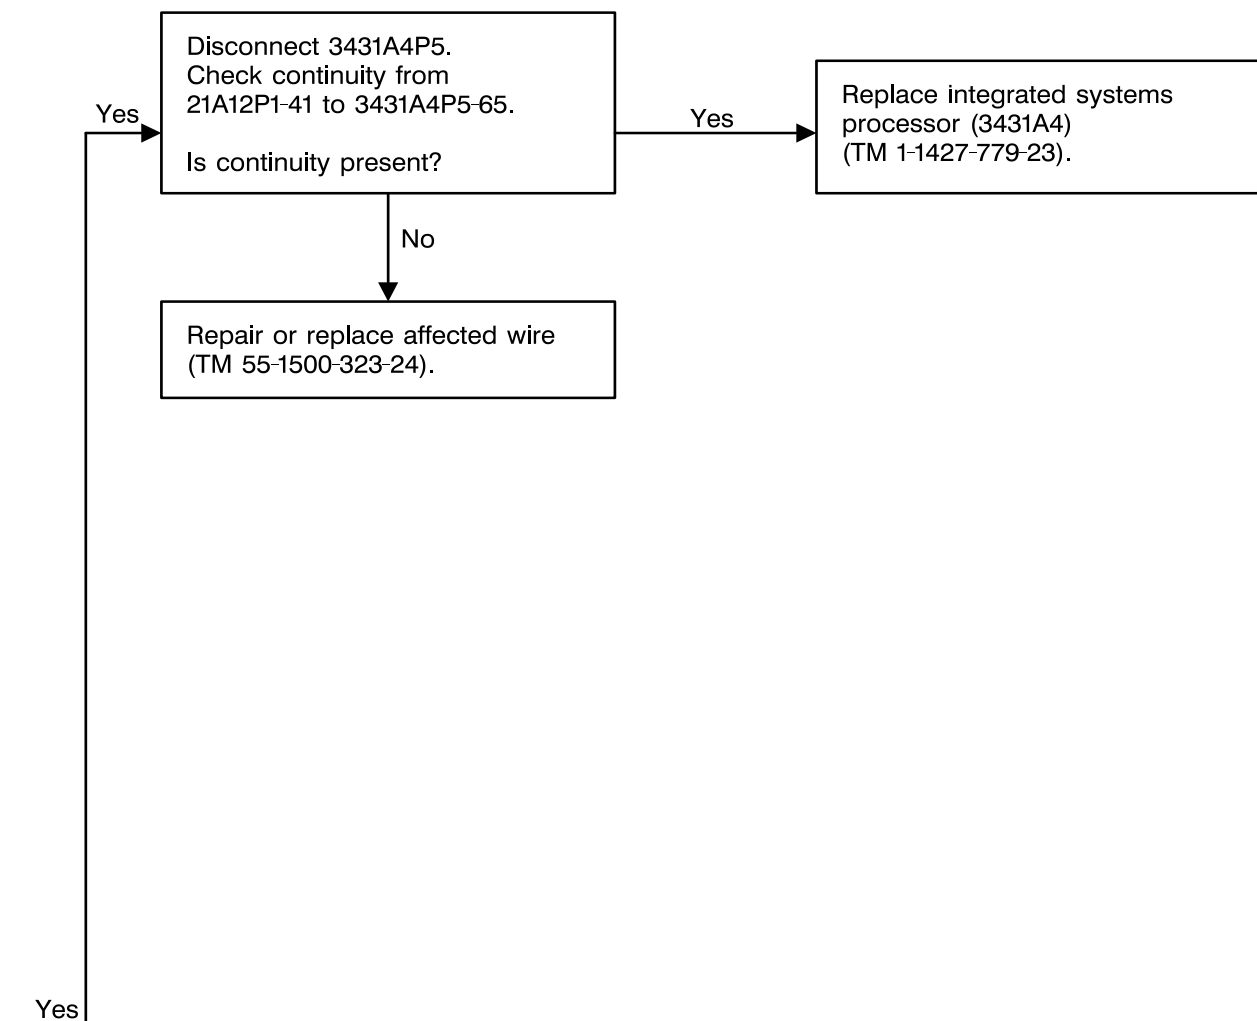 Disconnect 3431A4P5.
Check continuity from
21A12P1-41 to 3431A4P5-65.
Is continuity present?
Yes
Yes
Replace integrated systems
processor (3431A4)
(TM 1-1427-779-23).
No
Repair or replace affected wire
(TM 55-1500-323-24).
Yes